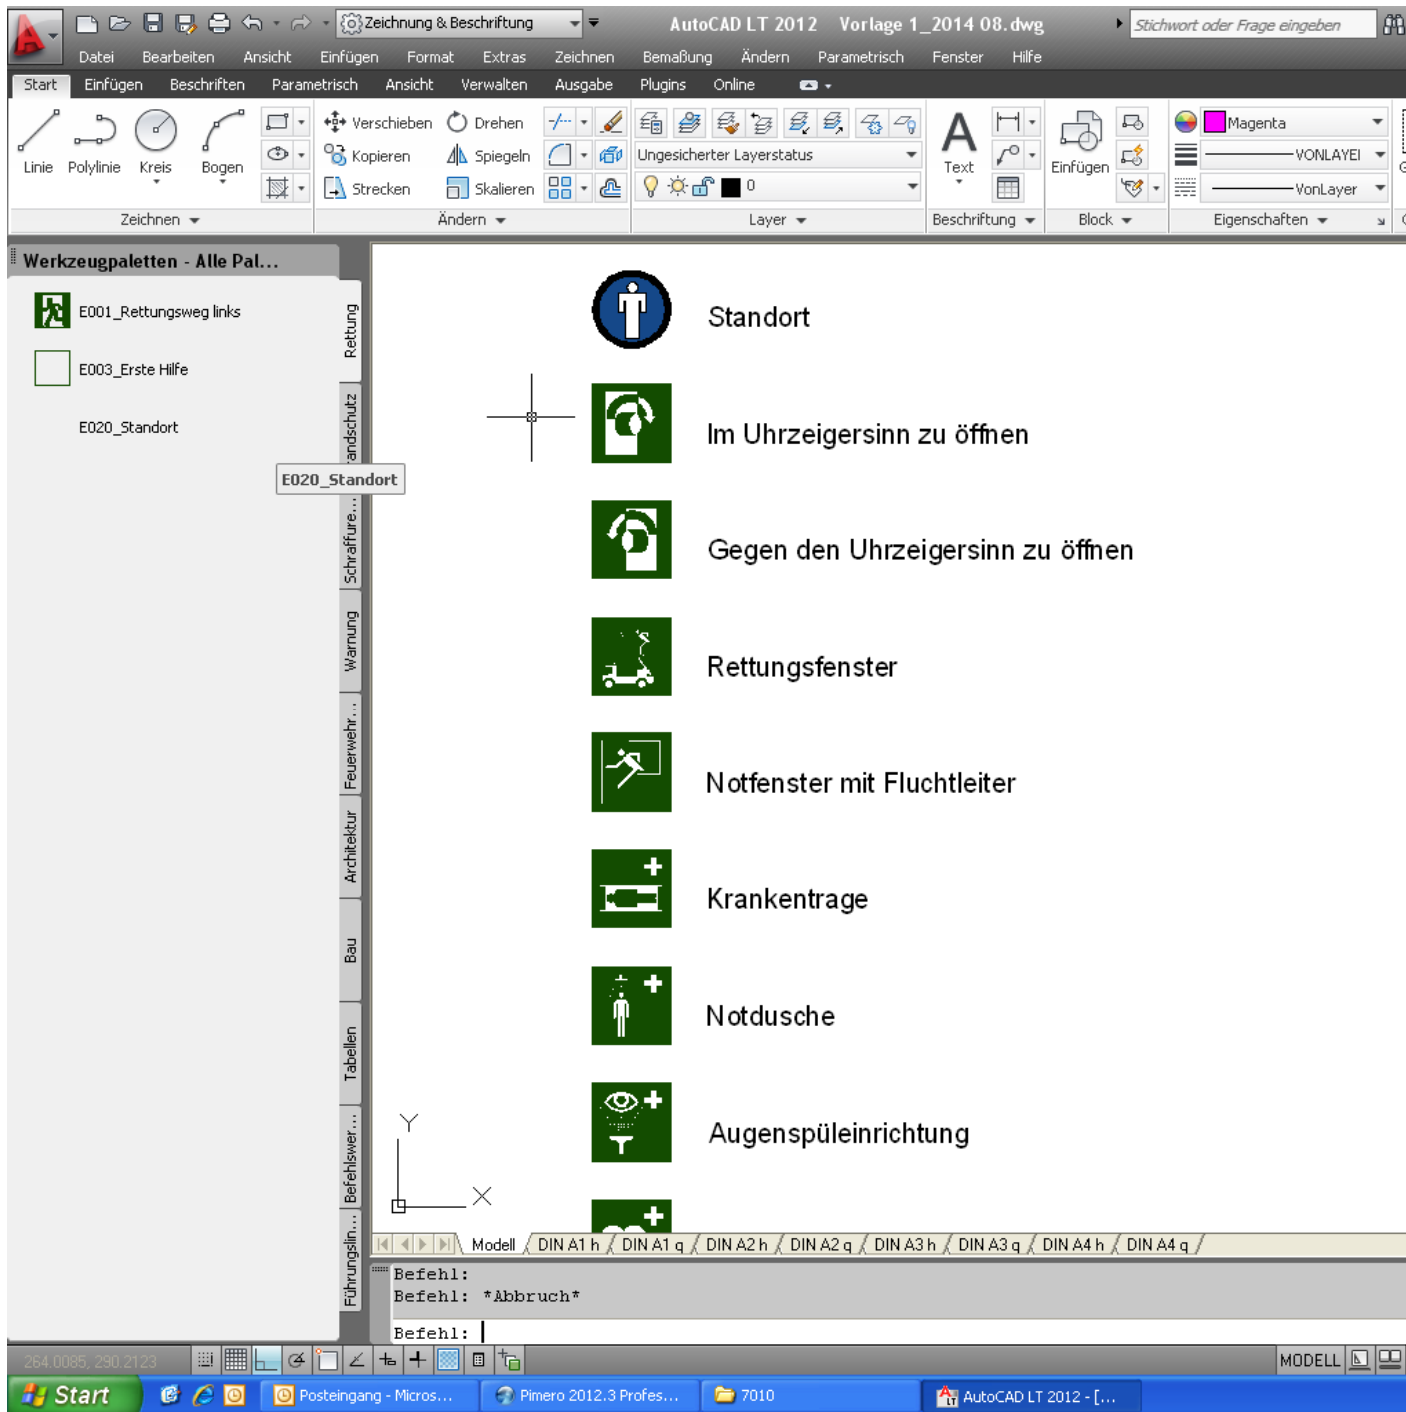 Zeichnung & Beschriftung
AutoCAD LT 2012 Vorlage 1_2014 08.dwg
Stichwort oder Frage eingeben
Datei Bearbeiten Ansicht Einfügen Format Extras Zeichnen Bemaßung Ändern Parametrisch Fenster Hilfe
Start Einfügen Beschriften Parametrisch Ansicht Verwalten Ausgabe Plugins Online
Linie Polylinie Kreis Bogen
Verschieben Drehen
Kopieren Spiegeln
Strecken Skalieren
Ungesicherter Layerstatus
0
A
Text
Einfügen
Magenta
VONLAYEI
VonLayer
Zeichnen Ändern Layer Beschriftung Block Eigenschaften
Werkzeugpaletten - Alle Pal...
E001_Rettungsweg links
E003_Erste Hilfe
E020_Standort
E020_Standort
Rettung
andschutz
Schraffure...
Warnung
Feuerwehr...
Architektur
Bau
Tabellen
Befehlswer...
Führungslin...
Standort
Im Uhrzeigersinn zu öffnen
Gegen den Uhrzeigersinn zu öffnen
Rettungsfenster
Notfenster mit Fluchtleiter
Krankentrage
Notdusche
Augenspüleinrichtung
Y
X
Modell DIN A1 h DIN A1 q DIN A2 h DIN A2 q DIN A3 h DIN A3 q DIN A4 h DIN A4 q
Befehl:
Befehl: *Abbruch*
Befehl:
264.0085, 290.2123
MODELL
Start Posteingang - Micros... Pimero 2012.3 Profes... 7010 AutoCAD LT 2012 - [...